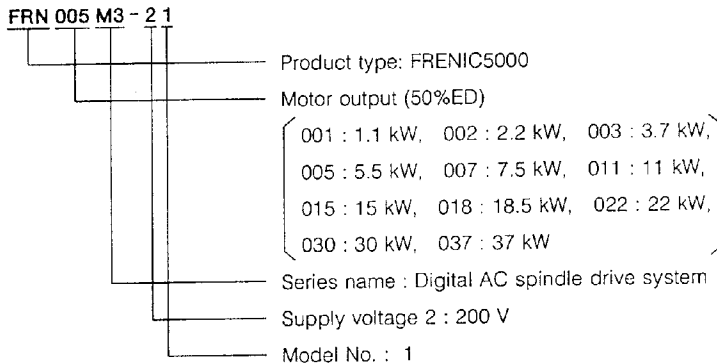 FRN 005 M3 - 2 1
Product type: FRENIC5000
Motor output (50%ED)
001 : 1.1 kW, 002 : 2.2 kW, 003 : 3.7 kW,
005 : 5.5 kW, 007 : 7.5 kW, 011 : 11 kW,
015 : 15 kW, 018 : 18.5 kW, 022 : 22 kW,
030 : 30 kW, 037 : 37 kW
Series name : Digital AC spindle drive system
Supply voltage 2 : 200 V
Model No. : 1